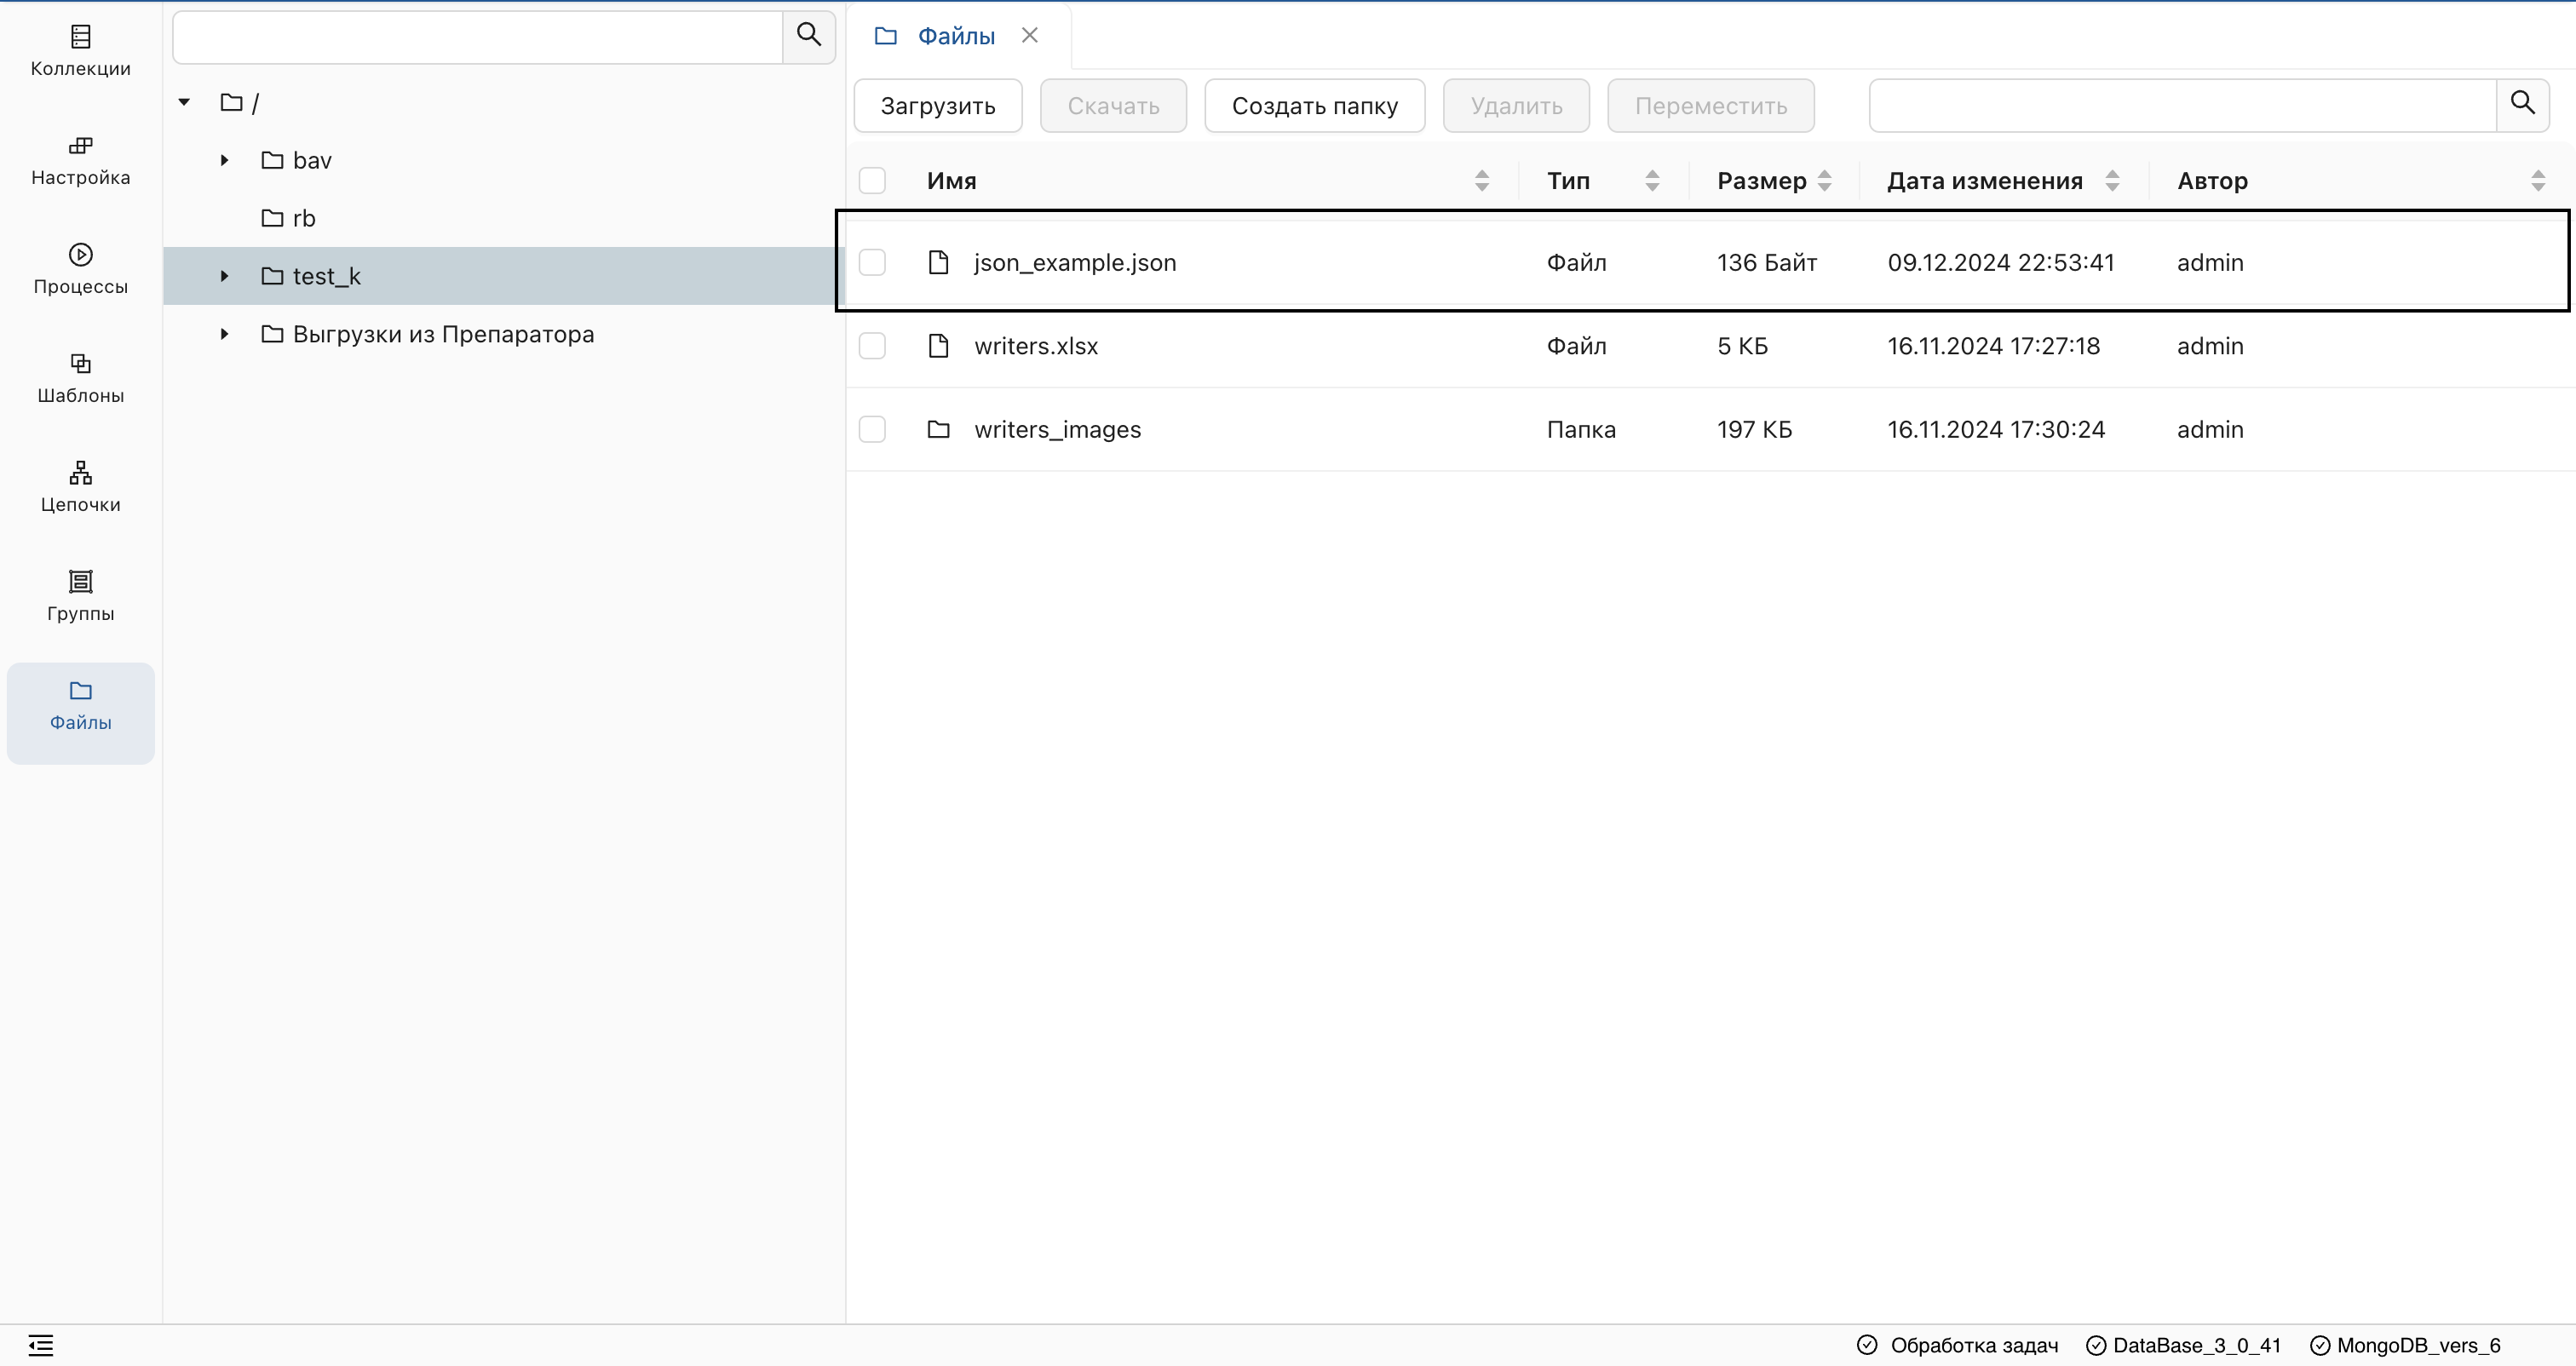 Коллекции
Настройка
Процессы
Шаблоны
Цепочки
Группы
Файлы
/
bav
rb
test_k
Выгрузки из Препаратора
Файлы
Загрузить Скачать Создать папку Удалить Переместить
Имя Тип Размер Дата изменения Автор
json_example.json Файл 136 Байт 09.12.2024 22:53:41 admin
writers.xlsx Файл 5 КБ 16.11.2024 17:27:18 admin
writers_images Папка 197 КБ 16.11.2024 17:30:24 admin
Обработка задач DataBase_3_0_41 MongoDB_vers_6